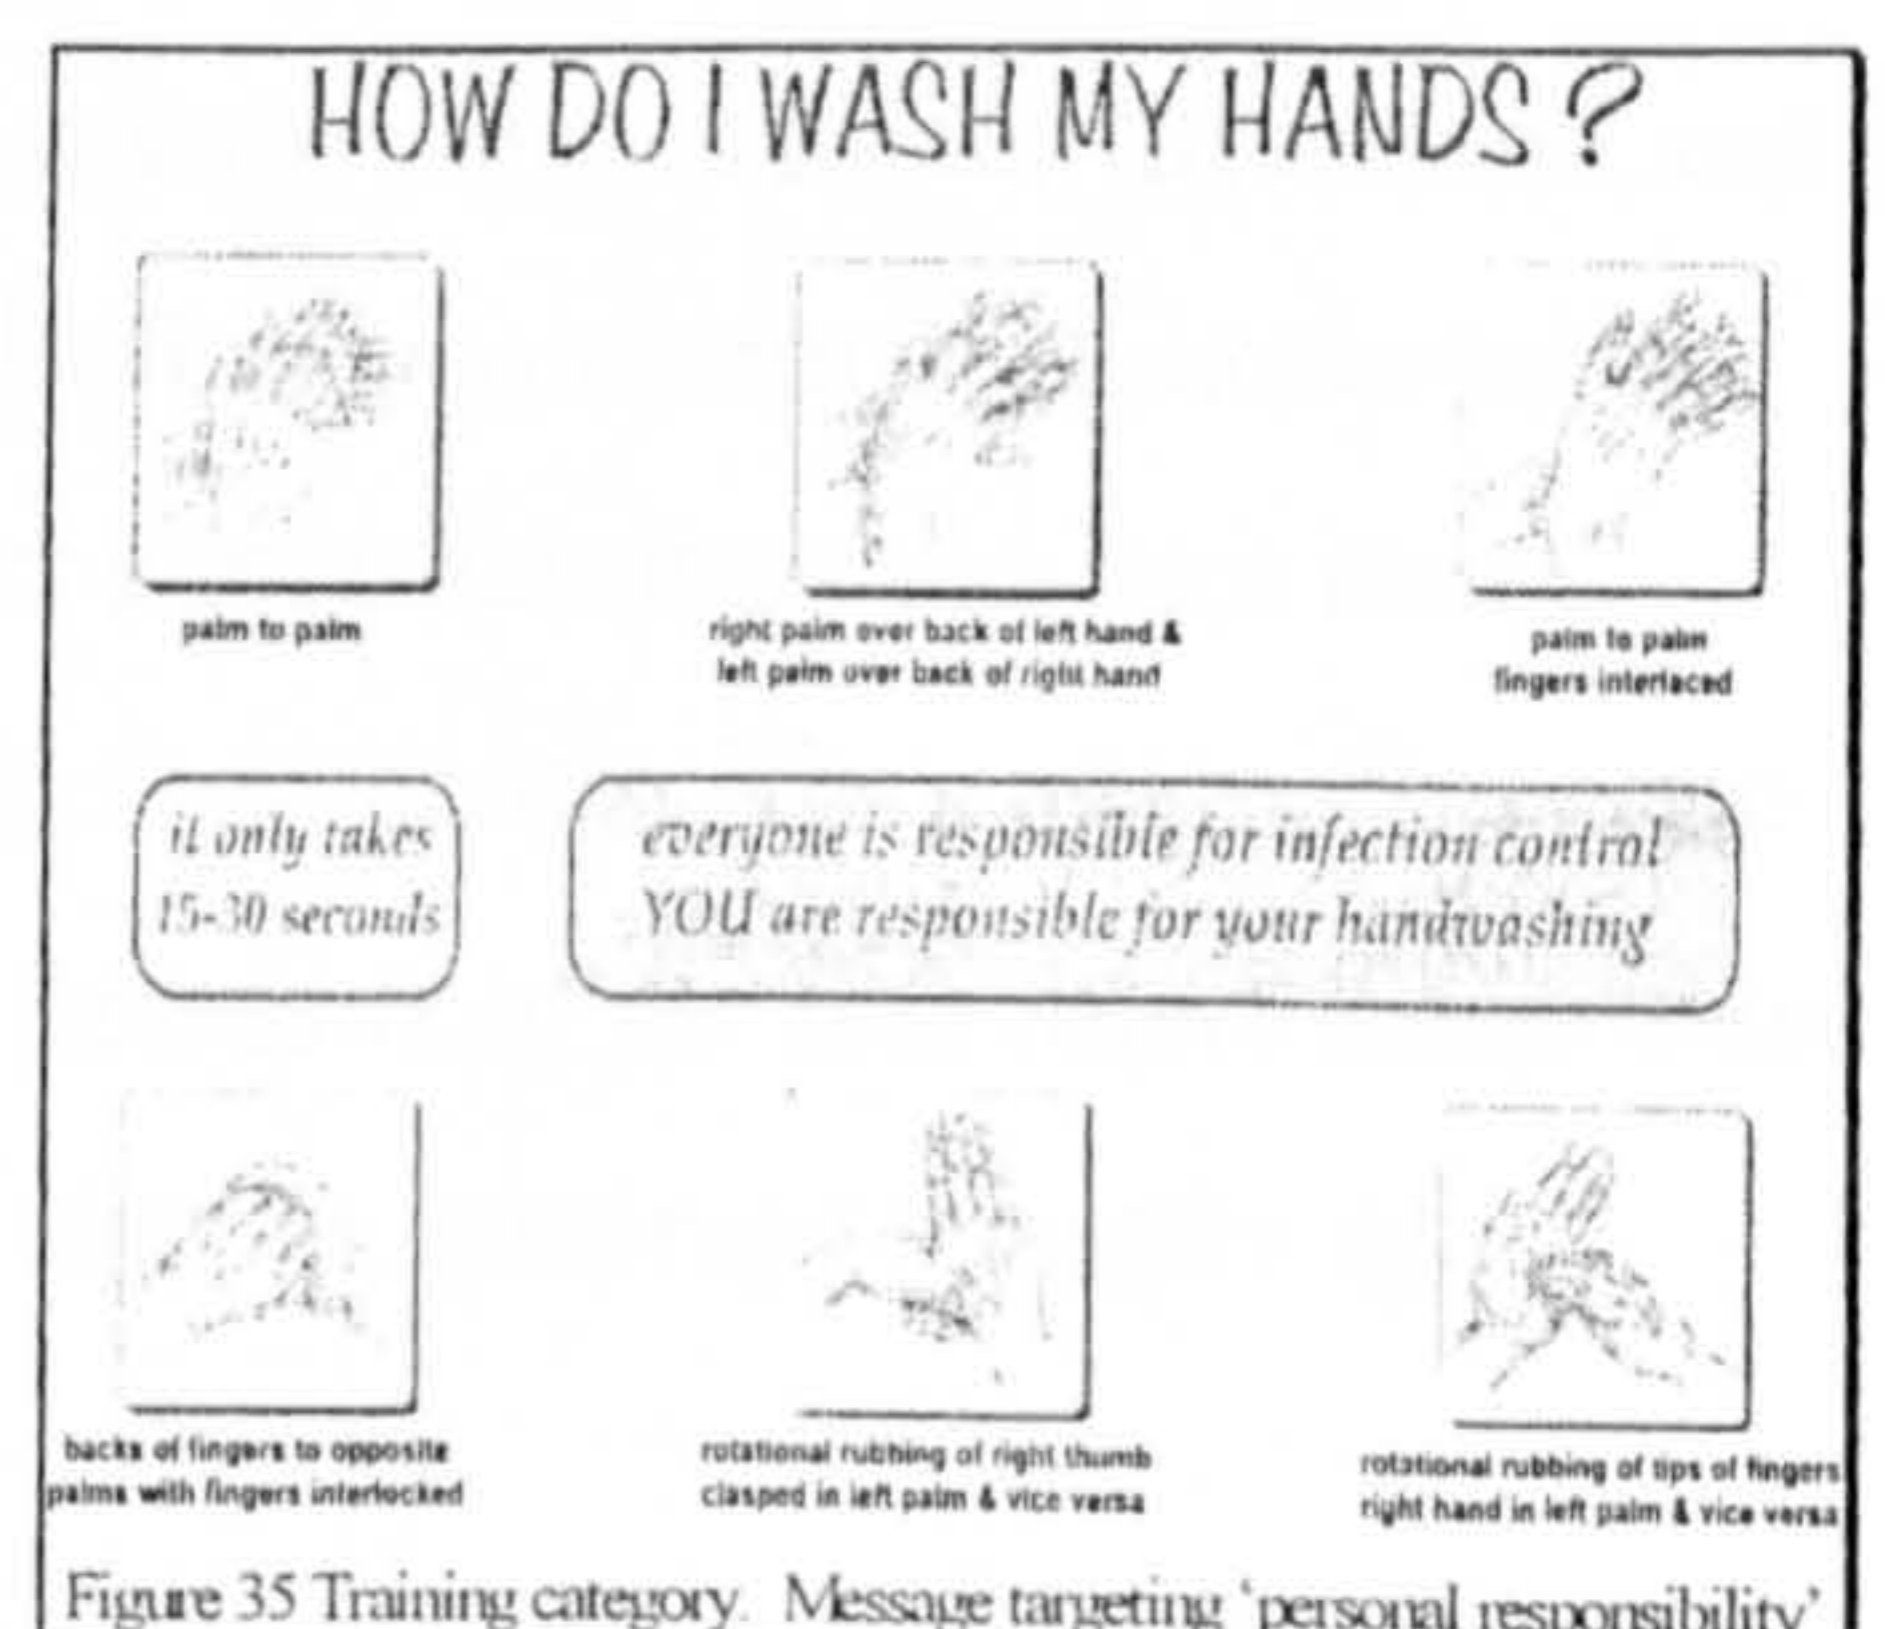 HOW DO I WASH MY HANDS?
palm to palm
right palm over back of left hand &
left palm over back of right hand
palm to palm
fingers interlaced
it only takes
15-30 seconds
everyone is responsible for infection control
YOU are responsible for your handwashing
backs of fingers to opposite
palms with fingers interlocked
rotational rubbing of right thumb
clasped in left palm & vice versa
rotational rubbing of tips of fingers
right hand in left palm & vice versa
Figure 35 Training category. Message targeting 'personal responsibility'